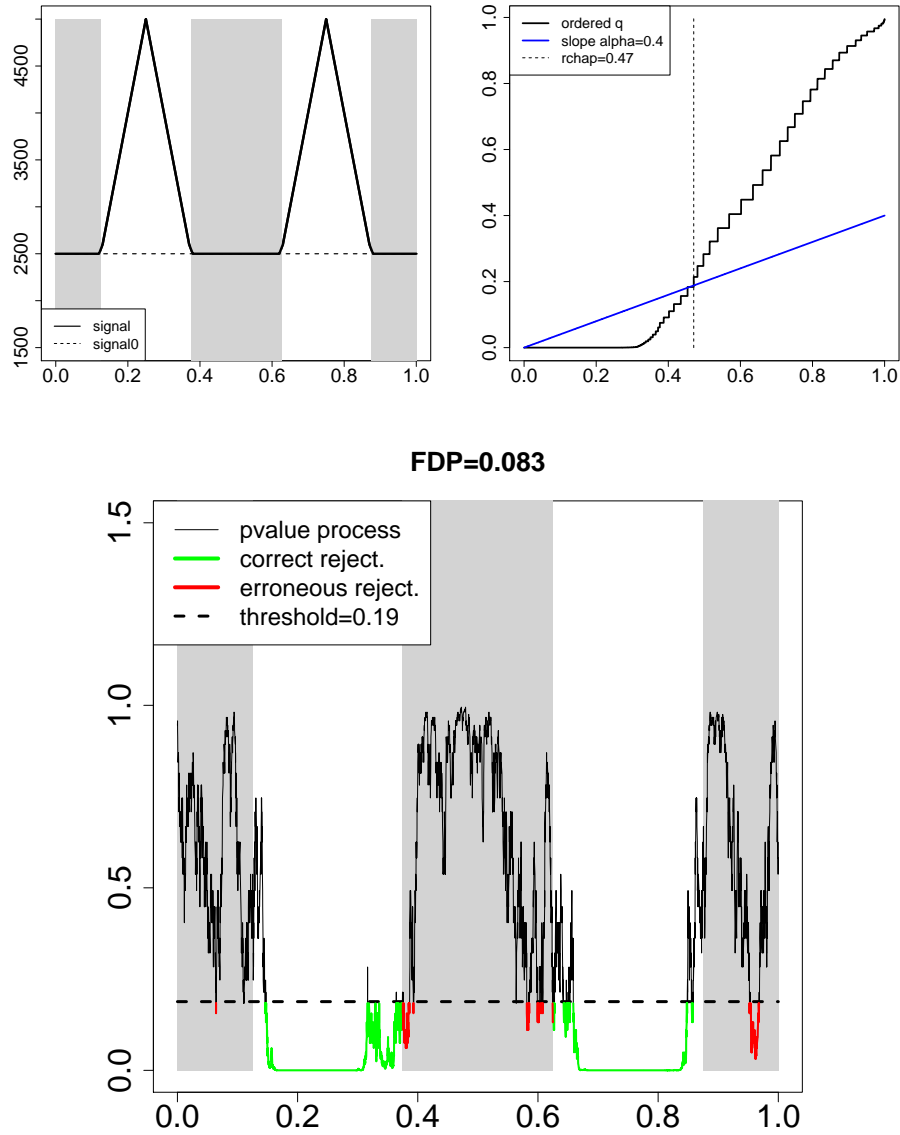 4500
3500
2500
1500
signal
signal0
0.0 0.2 0.4 0.6 0.8 1.0
ordered q
slope alpha=0.4
rchap=0.47
1.0
0.8
0.6
0.4
0.2
0.0
0.0 0.2 0.4 0.6 0.8 1.0
FDP=0.083
pvalue process
correct reject.
erroneous reject.
threshold=0.19
1.5
1.0
0.5
0.0
0.0 0.2 0.4 0.6 0.8 1.0